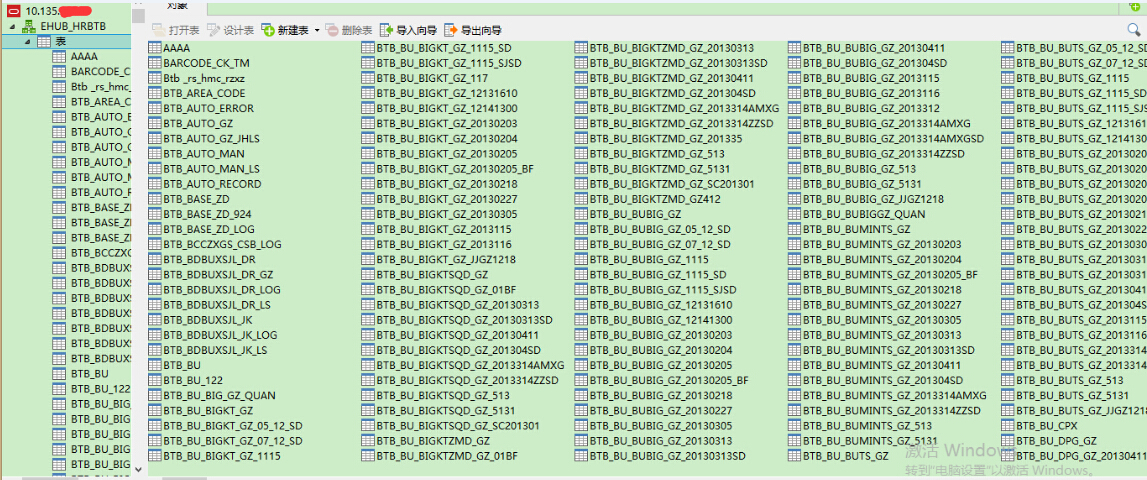 10.135.
EHUB_HRBTB
表
AAAA
BARCODE_C
Btb _rs_hmc_
BTB_AREA_C
BTB_AUTO_E
BTB_AUTO_G
BTB_AUTO_G
BTB_AUTO_M
BTB_AUTO_M
BTB_AUTO_R
BTB_BASE_ZD
BTB_BASE_ZD
BTB_BASE_ZD
BTB_BCCZXG
BTB_BDBUXS
BTB_BDBUXS
BTB_BDBUXS
BTB_BDBUXS
BTB_BDBUXS
BTB_BDBUXS
BTB_BDBUXS
BTB_BU
BTB_BU_122
BTB_BU_BIG
BTB_BU_BIG
BTB_BU_BIG
BTB_BU_BIG
BTB_BU_BIG
对象
打开表 设计表 新建表 删除表 导入向导 导出向导
AAAA
BARCODE_CK_TM
Btb _rs_hmc_rzxz
BTB_AREA_CODE
BTB_AUTO_ERROR
BTB_AUTO_GZ
BTB_AUTO_GZ_JHLS
BTB_AUTO_MAN
BTB_AUTO_MAN_LS
BTB_AUTO_RECORD
BTB_BASE_ZD
BTB_BASE_ZD_924
BTB_BASE_ZD_LOG
BTB_BCCZXGS_CSB_LOG
BTB_BDBUXSJL_DR
BTB_BDBUXSJL_DR_GZ
BTB_BDBUXSJL_DR_LOG
BTB_BDBUXSJL_DR_LS
BTB_BDBUXSJL_JK
BTB_BDBUXSJL_JK_LOG
BTB_BDBUXSJL_JK_LS
BTB_BU
BTB_BU_122
BTB_BU_BIG_GZ_QUAN
BTB_BU_BIGKT_GZ
BTB_BU_BIGKT_GZ_05_12_SD
BTB_BU_BIGKT_GZ_07_12_SD
BTB_BU_BIGKT_GZ_1115
BTB_BU_BIGKT_GZ_1115_SD
BTB_BU_BIGKT_GZ_1115_SJSD
BTB_BU_BIGKT_GZ_117
BTB_BU_BIGKT_GZ_12131610
BTB_BU_BIGKT_GZ_12141300
BTB_BU_BIGKT_GZ_20130203
BTB_BU_BIGKT_GZ_20130204
BTB_BU_BIGKT_GZ_20130205
BTB_BU_BIGKT_GZ_20130205_BF
BTB_BU_BIGKT_GZ_20130218
BTB_BU_BIGKT_GZ_20130227
BTB_BU_BIGKT_GZ_20130305
BTB_BU_BIGKT_GZ_2013115
BTB_BU_BIGKT_GZ_2013116
BTB_BU_BIGKT_GZ_JJGZ1218
BTB_BU_BIGKTSQD_GZ
BTB_BU_BIGKTSQD_GZ_01BF
BTB_BU_BIGKTSQD_GZ_20130313
BTB_BU_BIGKTSQD_GZ_20130313SD
BTB_BU_BIGKTSQD_GZ_20130411
BTB_BU_BIGKTSQD_GZ_201304SD
BTB_BU_BIGKTSQD_GZ_2013314AMXG
BTB_BU_BIGKTSQD_GZ_2013314ZZSD
BTB_BU_BIGKTSQD_GZ_513
BTB_BU_BIGKTSQD_GZ_5131
BTB_BU_BIGKTSQD_GZ_SC201301
BTB_BU_BIGKTZMD_GZ
BTB_BU_BIGKTZMD_GZ_01BF
BTB_BU_BIGKTZMD_GZ_20130313
BTB_BU_BIGKTZMD_GZ_20130313SD
BTB_BU_BIGKTZMD_GZ_20130411
BTB_BU_BIGKTZMD_GZ_201304SD
BTB_BU_BIGKTZMD_GZ_2013314AMXG
BTB_BU_BIGKTZMD_GZ_2013314ZZSD
BTB_BU_BIGKTZMD_GZ_201335
BTB_BU_BIGKTZMD_GZ_513
BTB_BU_BIGKTZMD_GZ_5131
BTB_BU_BIGKTZMD_GZ_SC201301
BTB_BU_BIGKTZMD_GZ412
BTB_BU_BUBIG_GZ
BTB_BU_BUBIG_GZ_05_12_SD
BTB_BU_BUBIG_GZ_07_12_SD
BTB_BU_BUBIG_GZ_1115
BTB_BU_BUBIG_GZ_1115_SD
BTB_BU_BUBIG_GZ_1115_SJSD
BTB_BU_BUBIG_GZ_12131610
BTB_BU_BUBIG_GZ_12141300
BTB_BU_BUBIG_GZ_20130203
BTB_BU_BUBIG_GZ_20130204
BTB_BU_BUBIG_GZ_20130205
BTB_BU_BUBIG_GZ_20130205_BF
BTB_BU_BUBIG_GZ_20130218
BTB_BU_BUBIG_GZ_20130227
BTB_BU_BUBIG_GZ_20130305
BTB_BU_BUBIG_GZ_20130313
BTB_BU_BUBIG_GZ_20130313SD
BTB_BU_BUBIG_GZ_20130411
BTB_BU_BUBIG_GZ_201304SD
BTB_BU_BUBIG_GZ_2013115
BTB_BU_BUBIG_GZ_2013116
BTB_BU_BUBIG_GZ_2013312
BTB_BU_BUBIG_GZ_2013314AMXG
BTB_BU_BUBIG_GZ_2013314AMXGSD
BTB_BU_BUBIG_GZ_2013314ZZSD
BTB_BU_BUBIG_GZ_513
BTB_BU_BUBIG_GZ_5131
BTB_BU_BUBIG_GZ_JJGZ1218
BTB_BU_BUBIGGZ_QUAN
BTB_BU_BUMINTS_GZ
BTB_BU_BUMINTS_GZ_20130203
BTB_BU_BUMINTS_GZ_20130204
BTB_BU_BUMINTS_GZ_20130205_BF
BTB_BU_BUMINTS_GZ_20130218
BTB_BU_BUMINTS_GZ_20130227
BTB_BU_BUMINTS_GZ_20130305
BTB_BU_BUMINTS_GZ_20130313
BTB_BU_BUMINTS_GZ_20130313SD
BTB_BU_BUMINTS_GZ_20130411
BTB_BU_BUMINTS_GZ_201304SD
BTB_BU_BUMINTS_GZ_2013314AMXG
BTB_BU_BUMINTS_GZ_2013314ZZSD
BTB_BU_BUMINTS_GZ_513
BTB_BU_BUMINTS_GZ_5131
BTB_BU_BUTS_GZ
BTB_BU_BUTS_GZ_05_12_SD
BTB_BU_BUTS_GZ_07_12_SD
BTB_BU_BUTS_GZ_1115
BTB_BU_BUTS_GZ_1115_SD
BTB_BU_BUTS_GZ_1115_SJS
BTB_BU_BUTS_GZ_1213161
BTB_BU_BUTS_GZ_1214130
BTB_BU_BUTS_GZ_2013020
BTB_BU_BUTS_GZ_2013020
BTB_BU_BUTS_GZ_2013020
BTB_BU_BUTS_GZ_2013020
BTB_BU_BUTS_GZ_2013021
BTB_BU_BUTS_GZ_2013022
BTB_BU_BUTS_GZ_2013030
BTB_BU_BUTS_GZ_2013031
BTB_BU_BUTS_GZ_2013031
BTB_BU_BUTS_GZ_2013041
BTB_BU_BUTS_GZ_201304S
BTB_BU_BUTS_GZ_2013115
BTB_BU_BUTS_GZ_2013116
BTB_BU_BUTS_GZ_2013314
BTB_BU_BUTS_GZ_2013314
BTB_BU_BUTS_GZ_513
BTB_BU_BUTS_GZ_5131
BTB_BU_BUTS_GZ_JJGZ1218
BTB_BU_CPX
BTB_BU_DPG_GZ
BTB_BU_DPG_GZ_20130411
激活 Windows
转到"电脑设置"以激活 Windows。